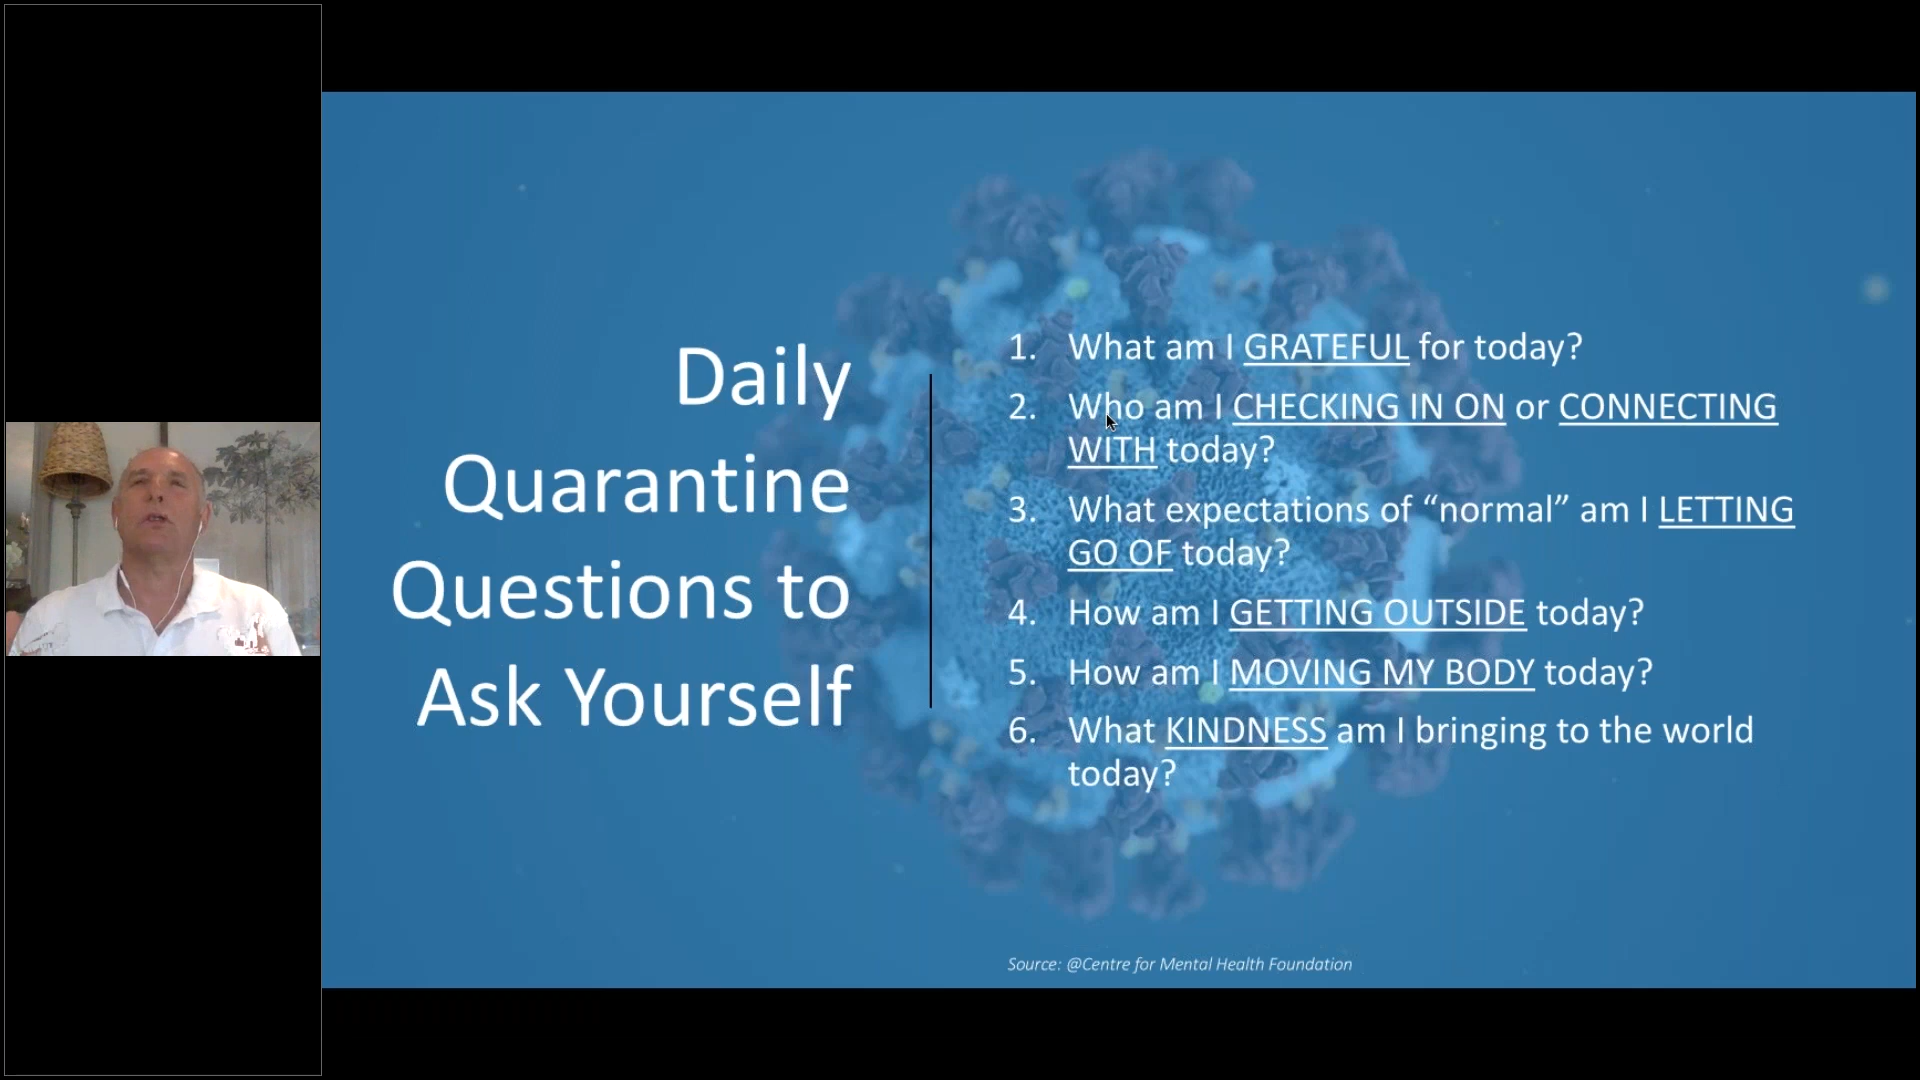 Daily
Quarantine
Questions to
Ask Yourself
1. What am I GRATEFUL for today?
2. Who am I CHECKING IN ON or CONNECTING
WITH today?
3. What expectations of “normal” am I LETTING
GO OF today?
4. How am I GETTING OUTSIDE today?
5. How am I MOVING MY BODY today?
6. What KINDNESS am I bringing to the world
today?
Source: @Centre for Mental Health Foundation